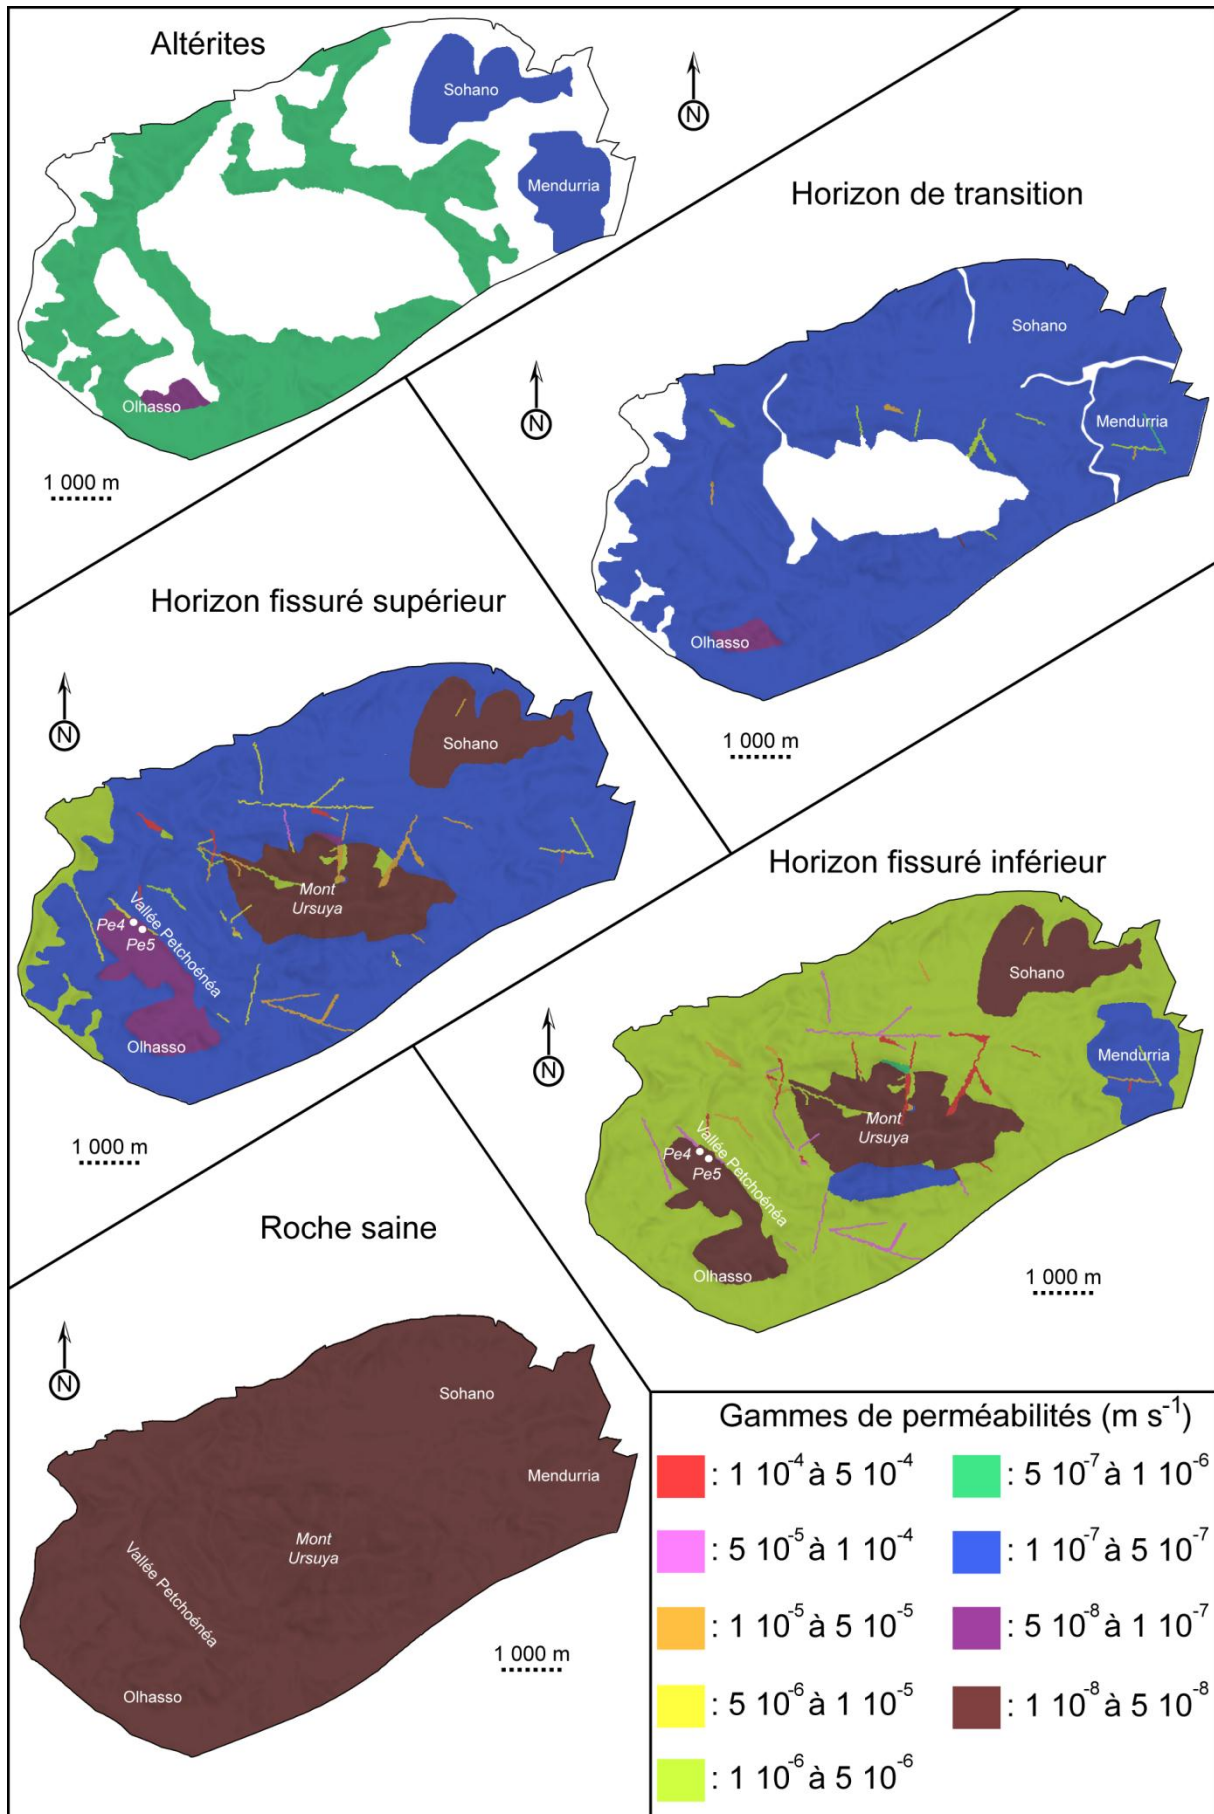 Altérites
Sohano
Mendurria
Olhasso
1 000 m
N
Horizon de transition
N
Sohano
Mendurria
Olhasso
1 000 m
Horizon fissuré supérieur
N
Sohano
Mont
Ursuya
Vallée Petchoénéa
Pe4
Pe5
Olhasso
1 000 m
Horizon fissuré inférieur
N
Sohano
Mendurria
Mont
Ursuya
Vallée Petchoénéa
Pe4
Pe5
Olhasso
1 000 m
Roche saine
N
Sohano
Mendurria
Mont
Ursuya
Vallée Petchoénéa
Olhasso
1 000 m
N
Gammes de perméabilités (m s⁻¹)
: 1 10⁻⁴ à 5 10⁻⁴
: 5 10⁻⁵ à 1 10⁻⁴
: 1 10⁻⁵ à 5 10⁻⁵
: 5 10⁻⁶ à 1 10⁻⁵
: 1 10⁻⁶ à 5 10⁻⁶
: 5 10⁻⁷ à 1 10⁻⁶
: 1 10⁻⁷ à 5 10⁻⁷
: 5 10⁻⁸ à 1 10⁻⁷
: 1 10⁻⁸ à 5 10⁻⁸